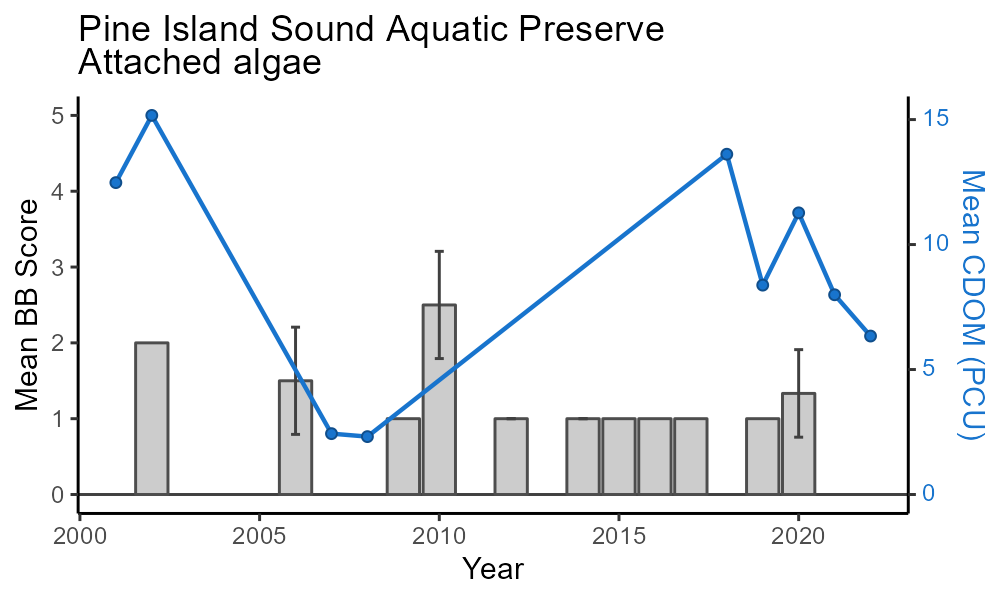 Pine Island Sound Aquatic Preserve
Attached algae
Mean BB Score
5
4
3
2
1
0
15
10
5
0
Mean CDOM (PCU)
2000 2005 2010 2015 2020
Year